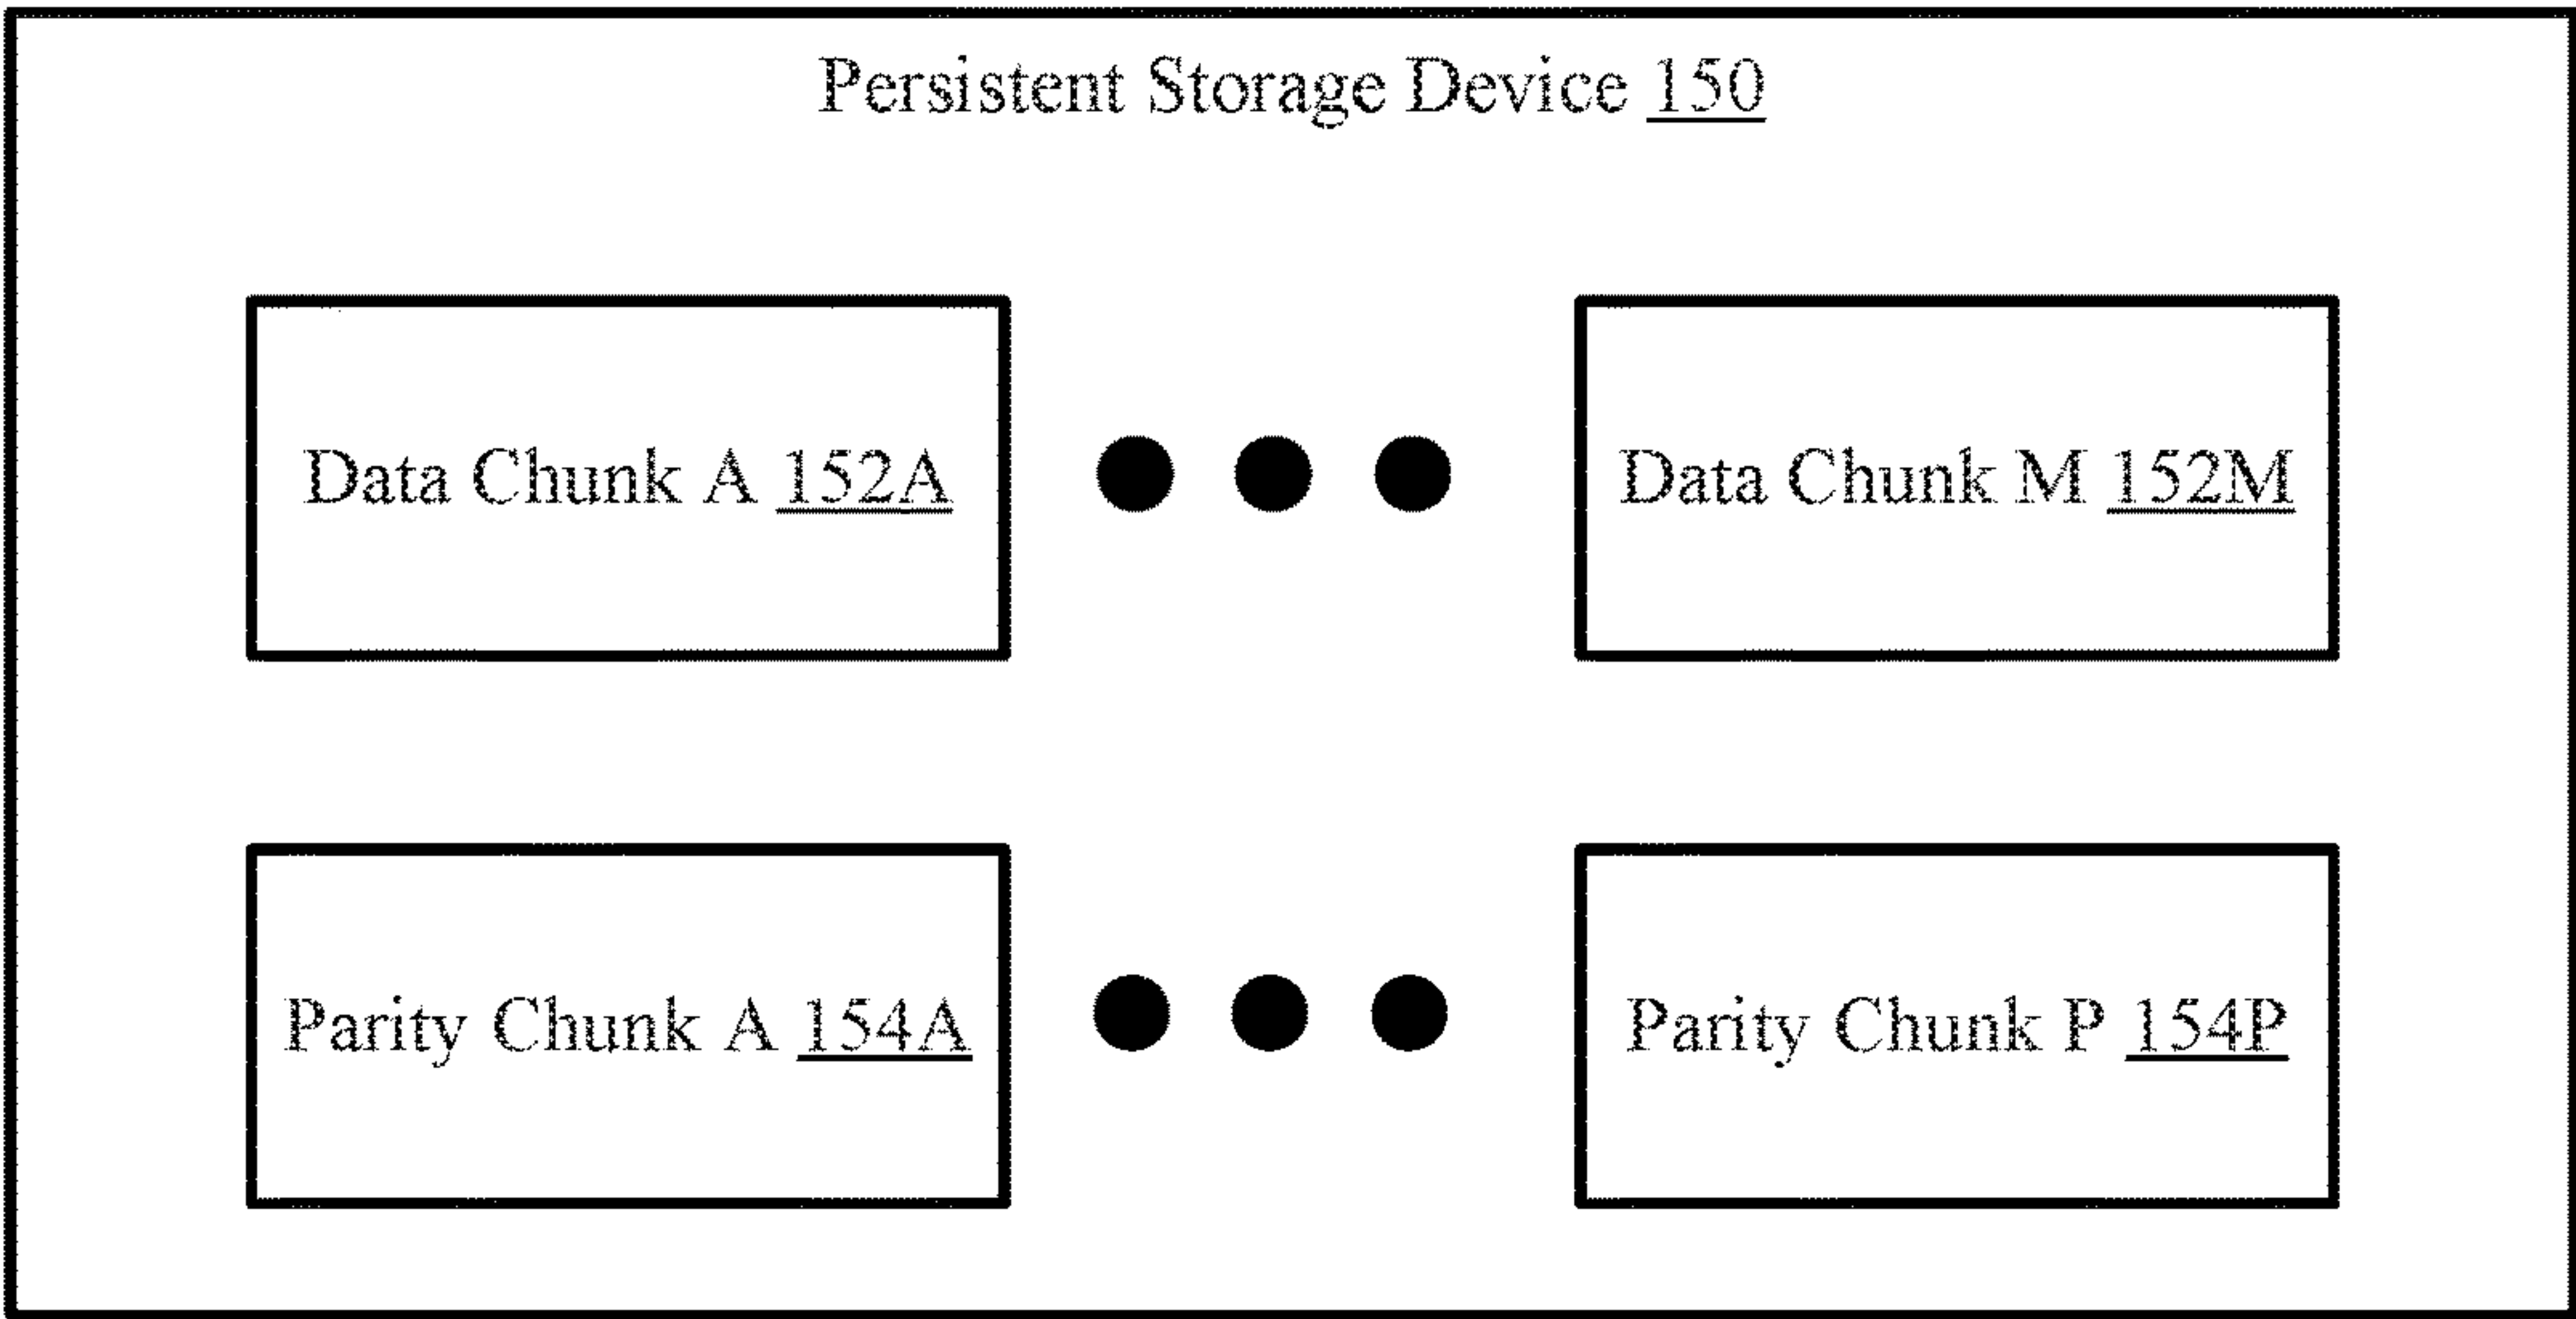 Persistent Storage Device 150
Data Chunk A 152A
Data Chunk M 152M
Parity Chunk A 154A
Parity Chunk P 154P